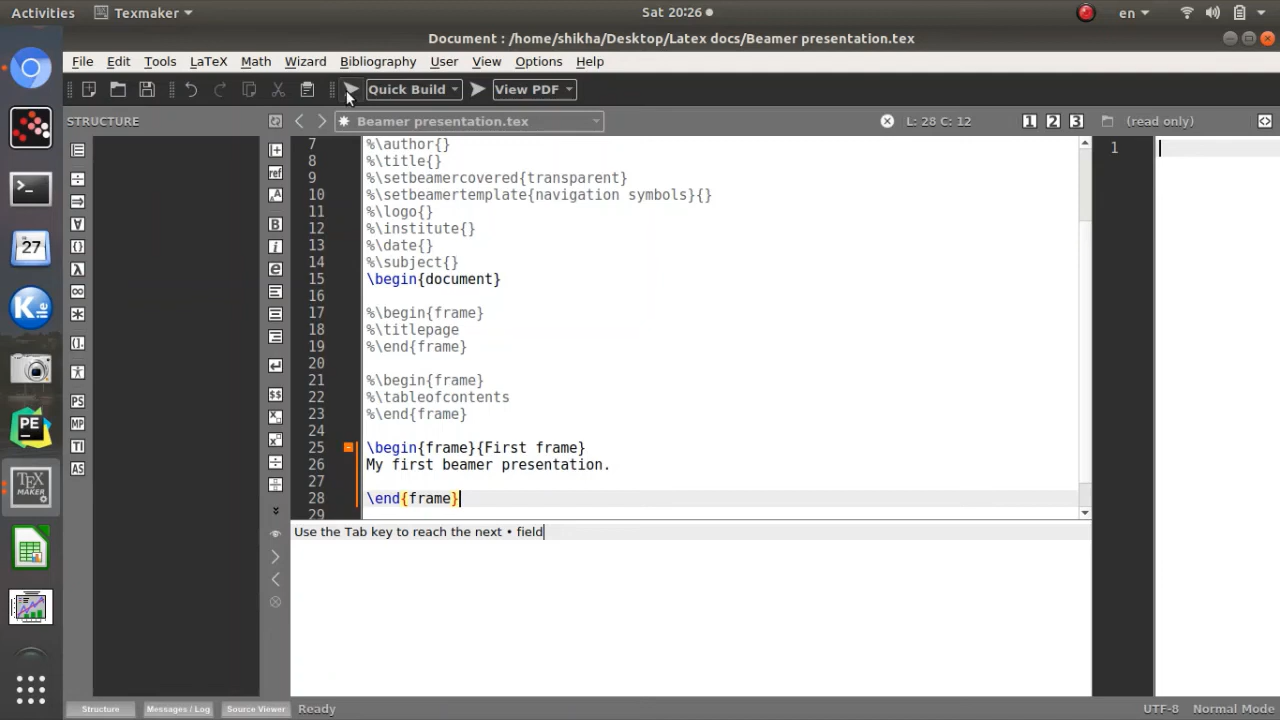 Activities Texmaker Sat 20:26 en
Document : /home/shikha/Desktop/Latex docs/Beamer presentation.tex
File Edit Tools LaTeX Math Wizard Bibliography User View Options Help
Quick Build View PDF
STRUCTURE Beamer presentation.tex L: 28 C: 12 1 2 3 (read only)
7 %\author{} 1
8 %\title{}
9 %\setbeamercovered{transparent}
10 %\setbeamertemplate{navigation symbols}{}
11 %\logo{}
12 %\institute{}
13 %\date{}
14 %\subject{}
15 \begin{document}
16
17 %\begin{frame}
18 %\titlepage
19 %\end{frame}
20
21 %\begin{frame}
22 %\tableofcontents
23 %\end{frame}
24
25 \begin{frame}{First frame}
26 My first beamer presentation.
27
28 \end{frame}
29
Use the Tab key to reach the next • field
Structure Messages / Log Source Viewer Ready UTF-8 Normal Mode